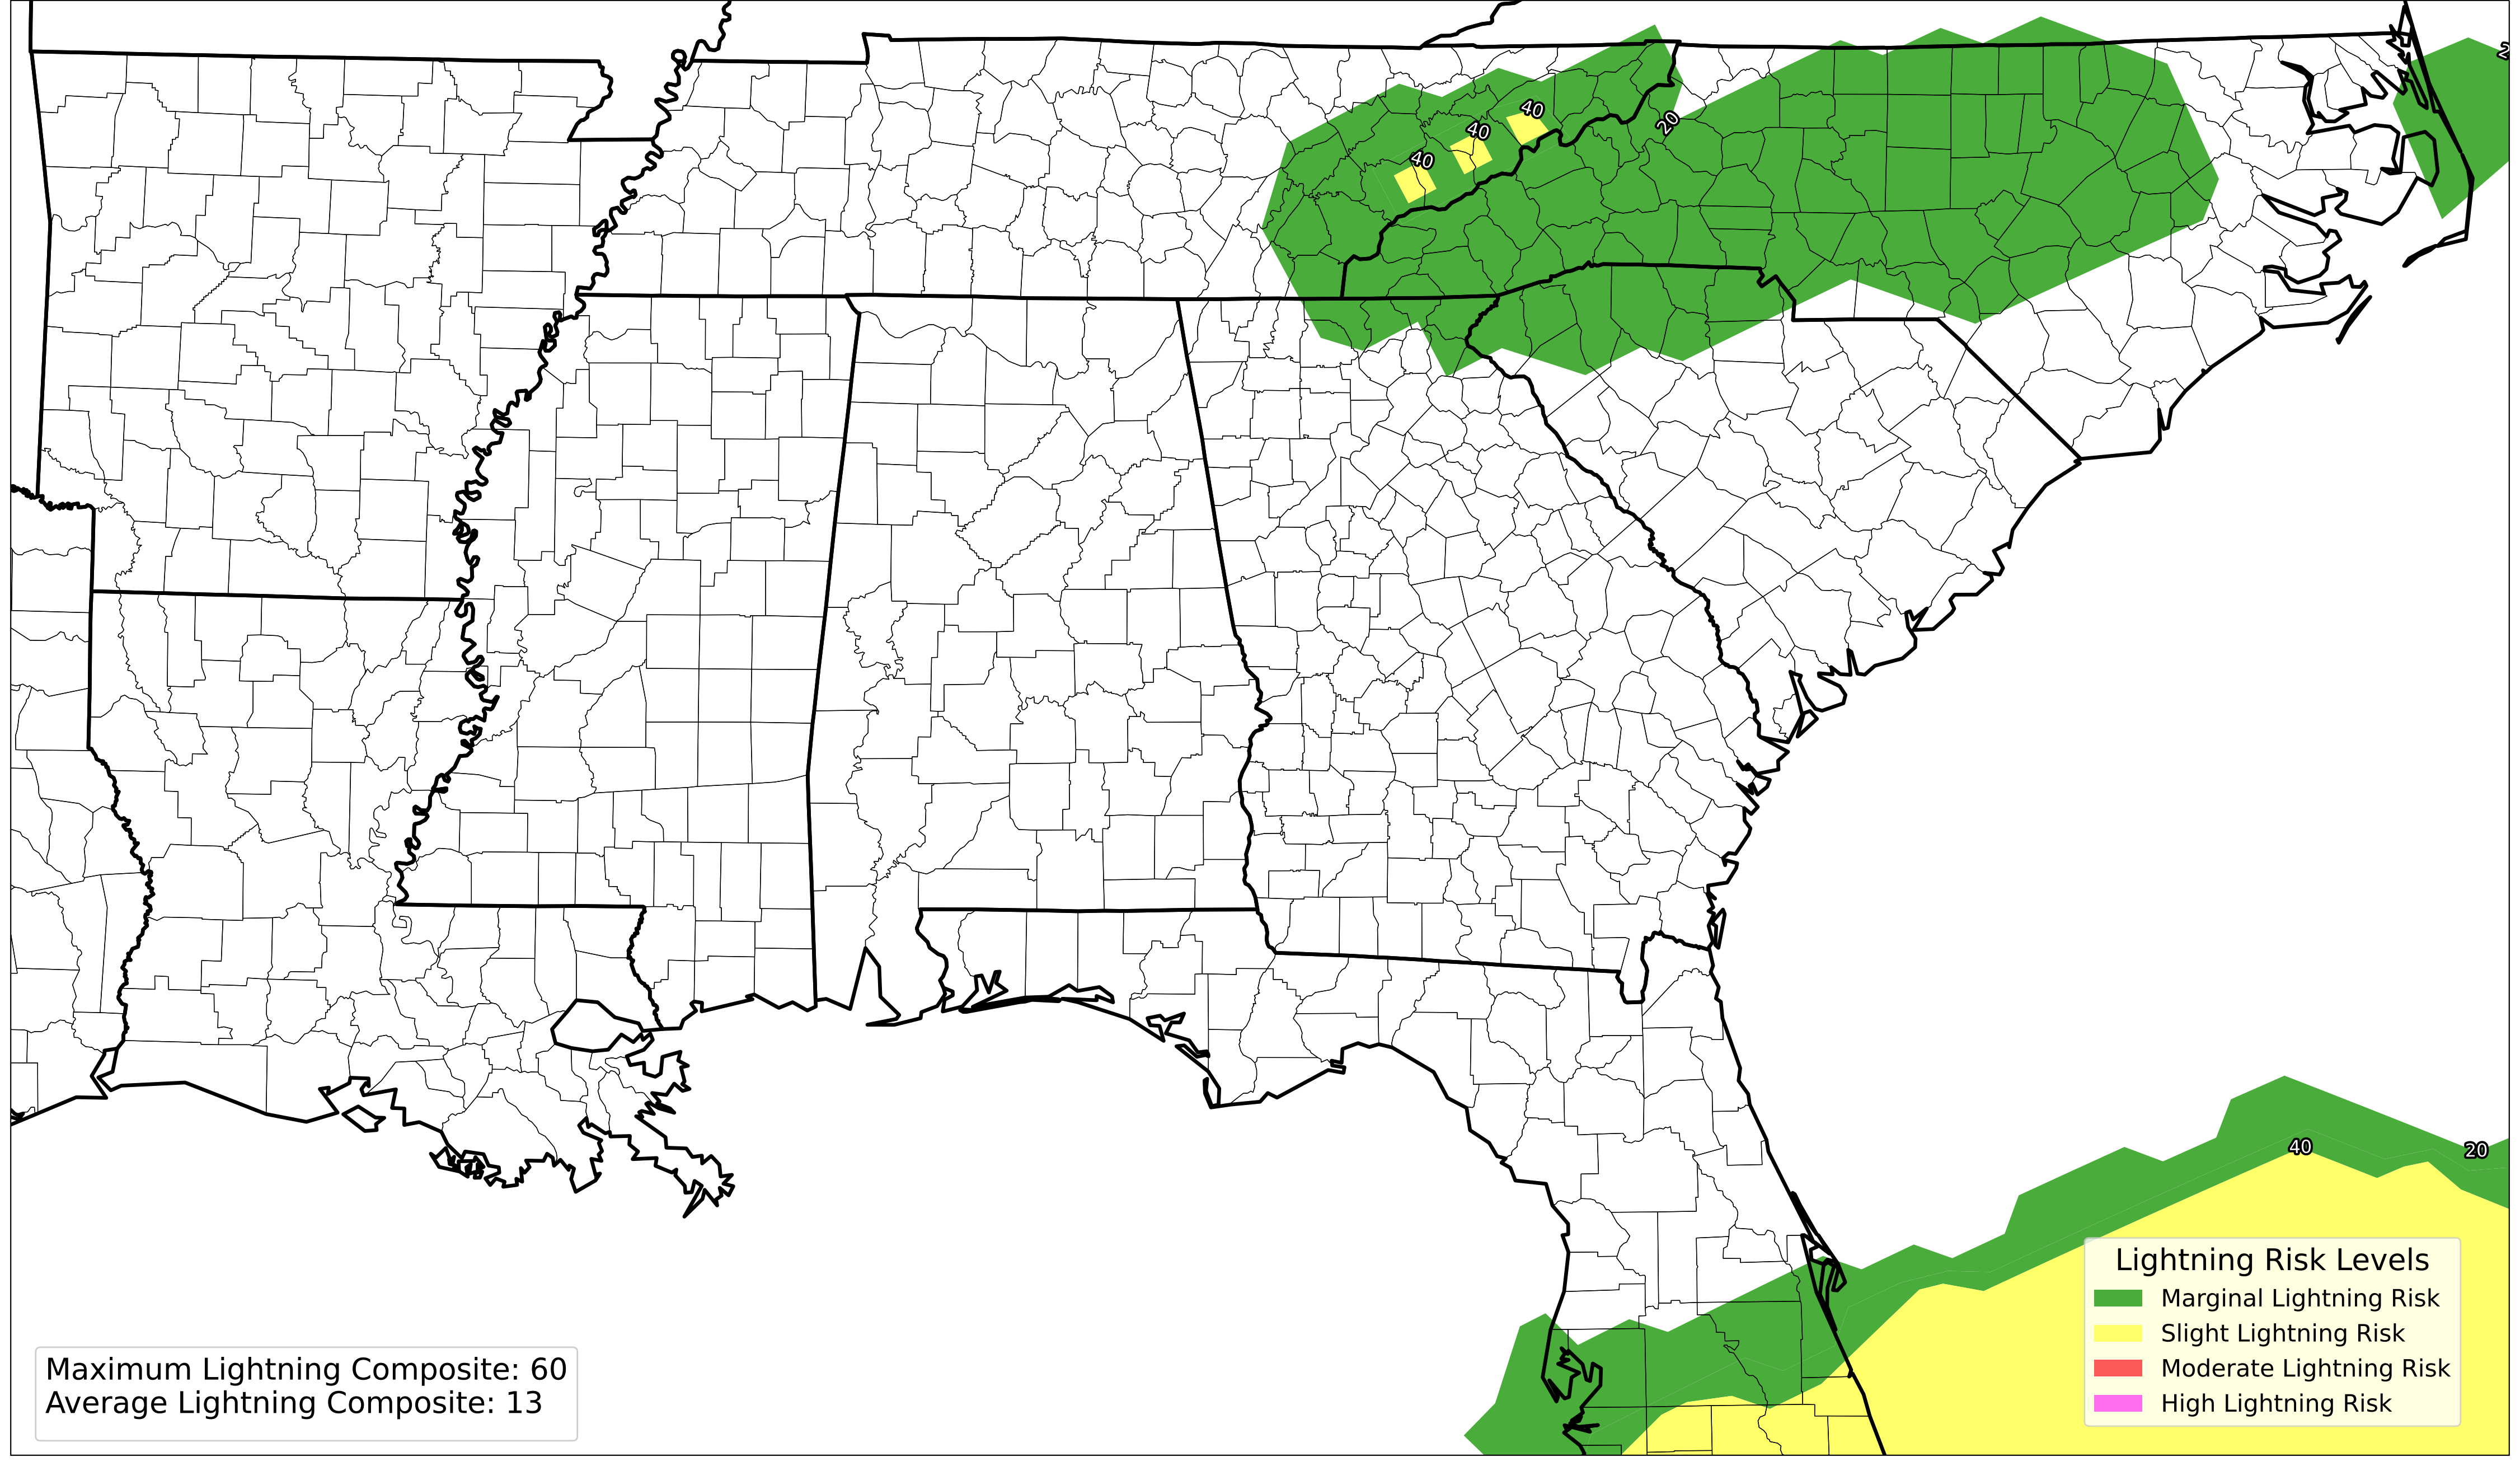 40
40
40
20
40
20
Lightning Risk Levels
Marginal Lightning Risk
Slight Lightning Risk
Moderate Lightning Risk
High Lightning Risk
Maximum Lightning Composite: 60
Average Lightning Composite: 13